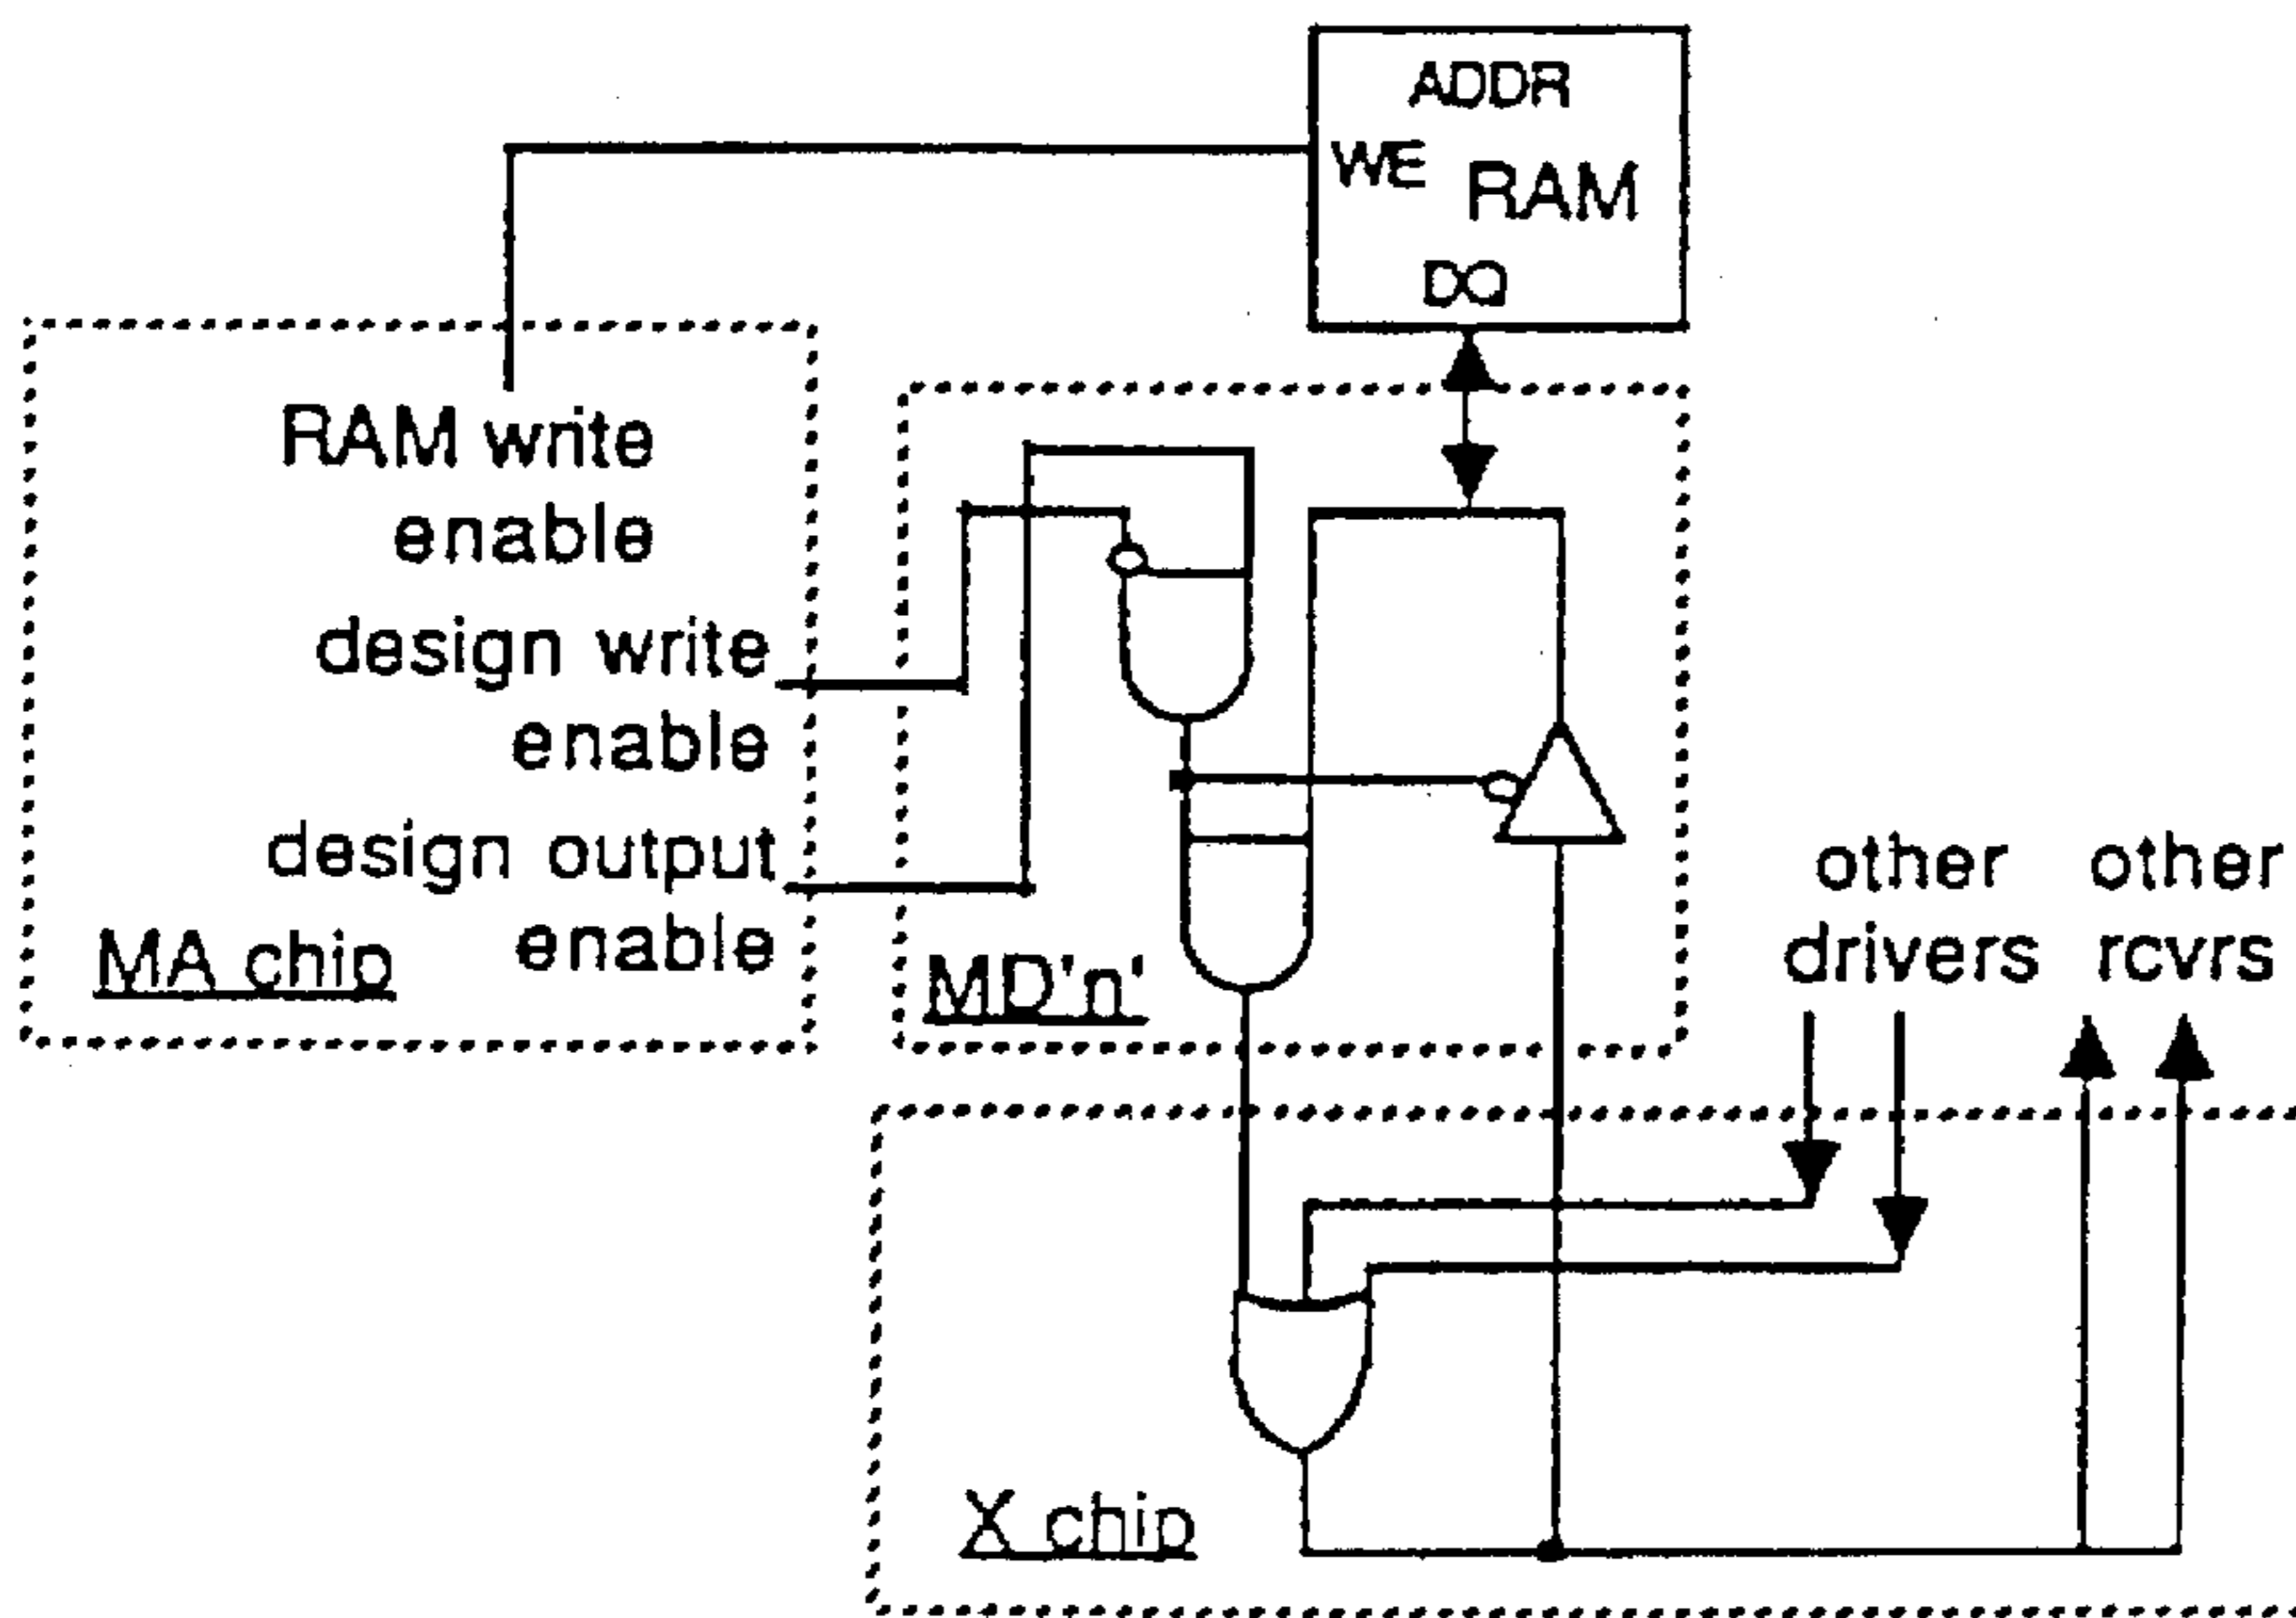 ADDR
WE RAM
DQ
RAM write
enable
design write
enable
design output
enable
MA chip
MD'n'
other other
drivers rcvrs
X chip